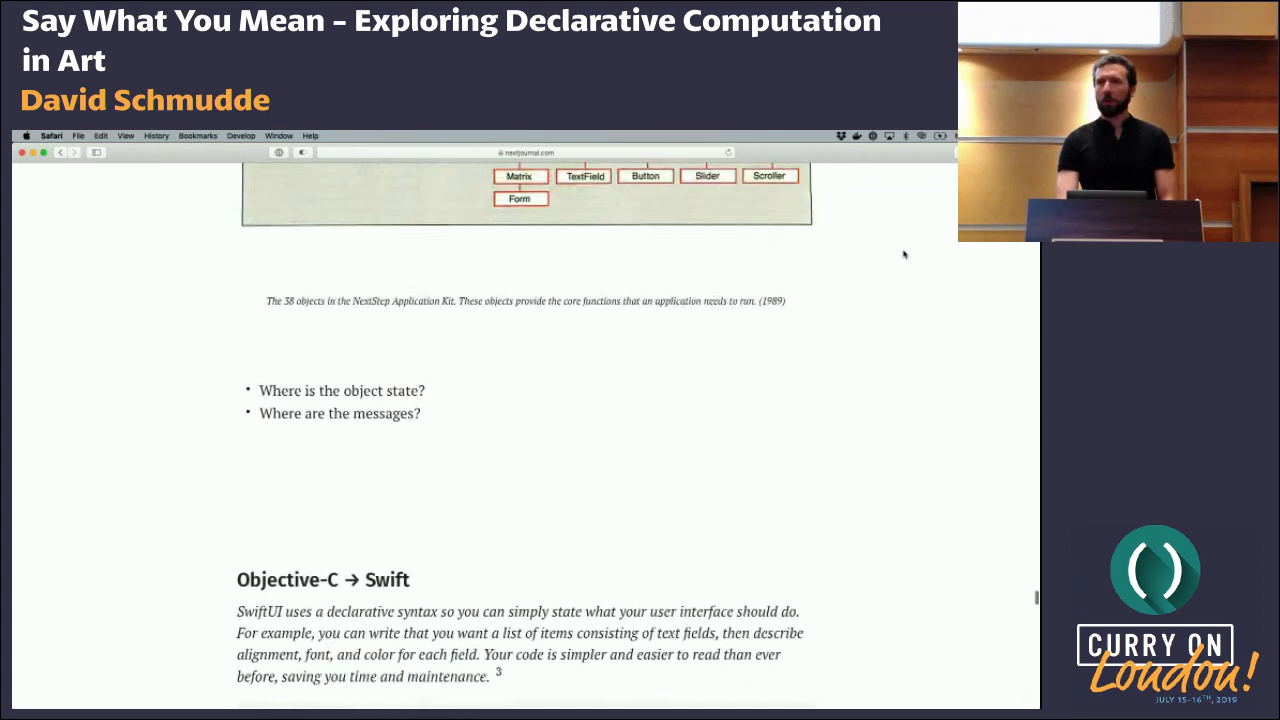 Say What You Mean – Exploring Declarative Computation
in Art
David Schmudde
Safari File Edit View History Bookmarks Develop Window Help
nextjournal.com
Matrix TextField Button Slider Scroller
Form
The 38 objects in the NextStep Application Kit. These objects provide the core functions that an application needs to run. (1989)
• Where is the object state?
• Where are the messages?
Objective-C → Swift
SwiftUI uses a declarative syntax so you can simply state what your user interface should do.
For example, you can write that you want a list of items consisting of text fields, then describe
alignment, font, and color for each field. Your code is simpler and easier to read than ever
before, saving you time and maintenance. 3
CURRY ON
London!
JULY 15-16TH, 2019